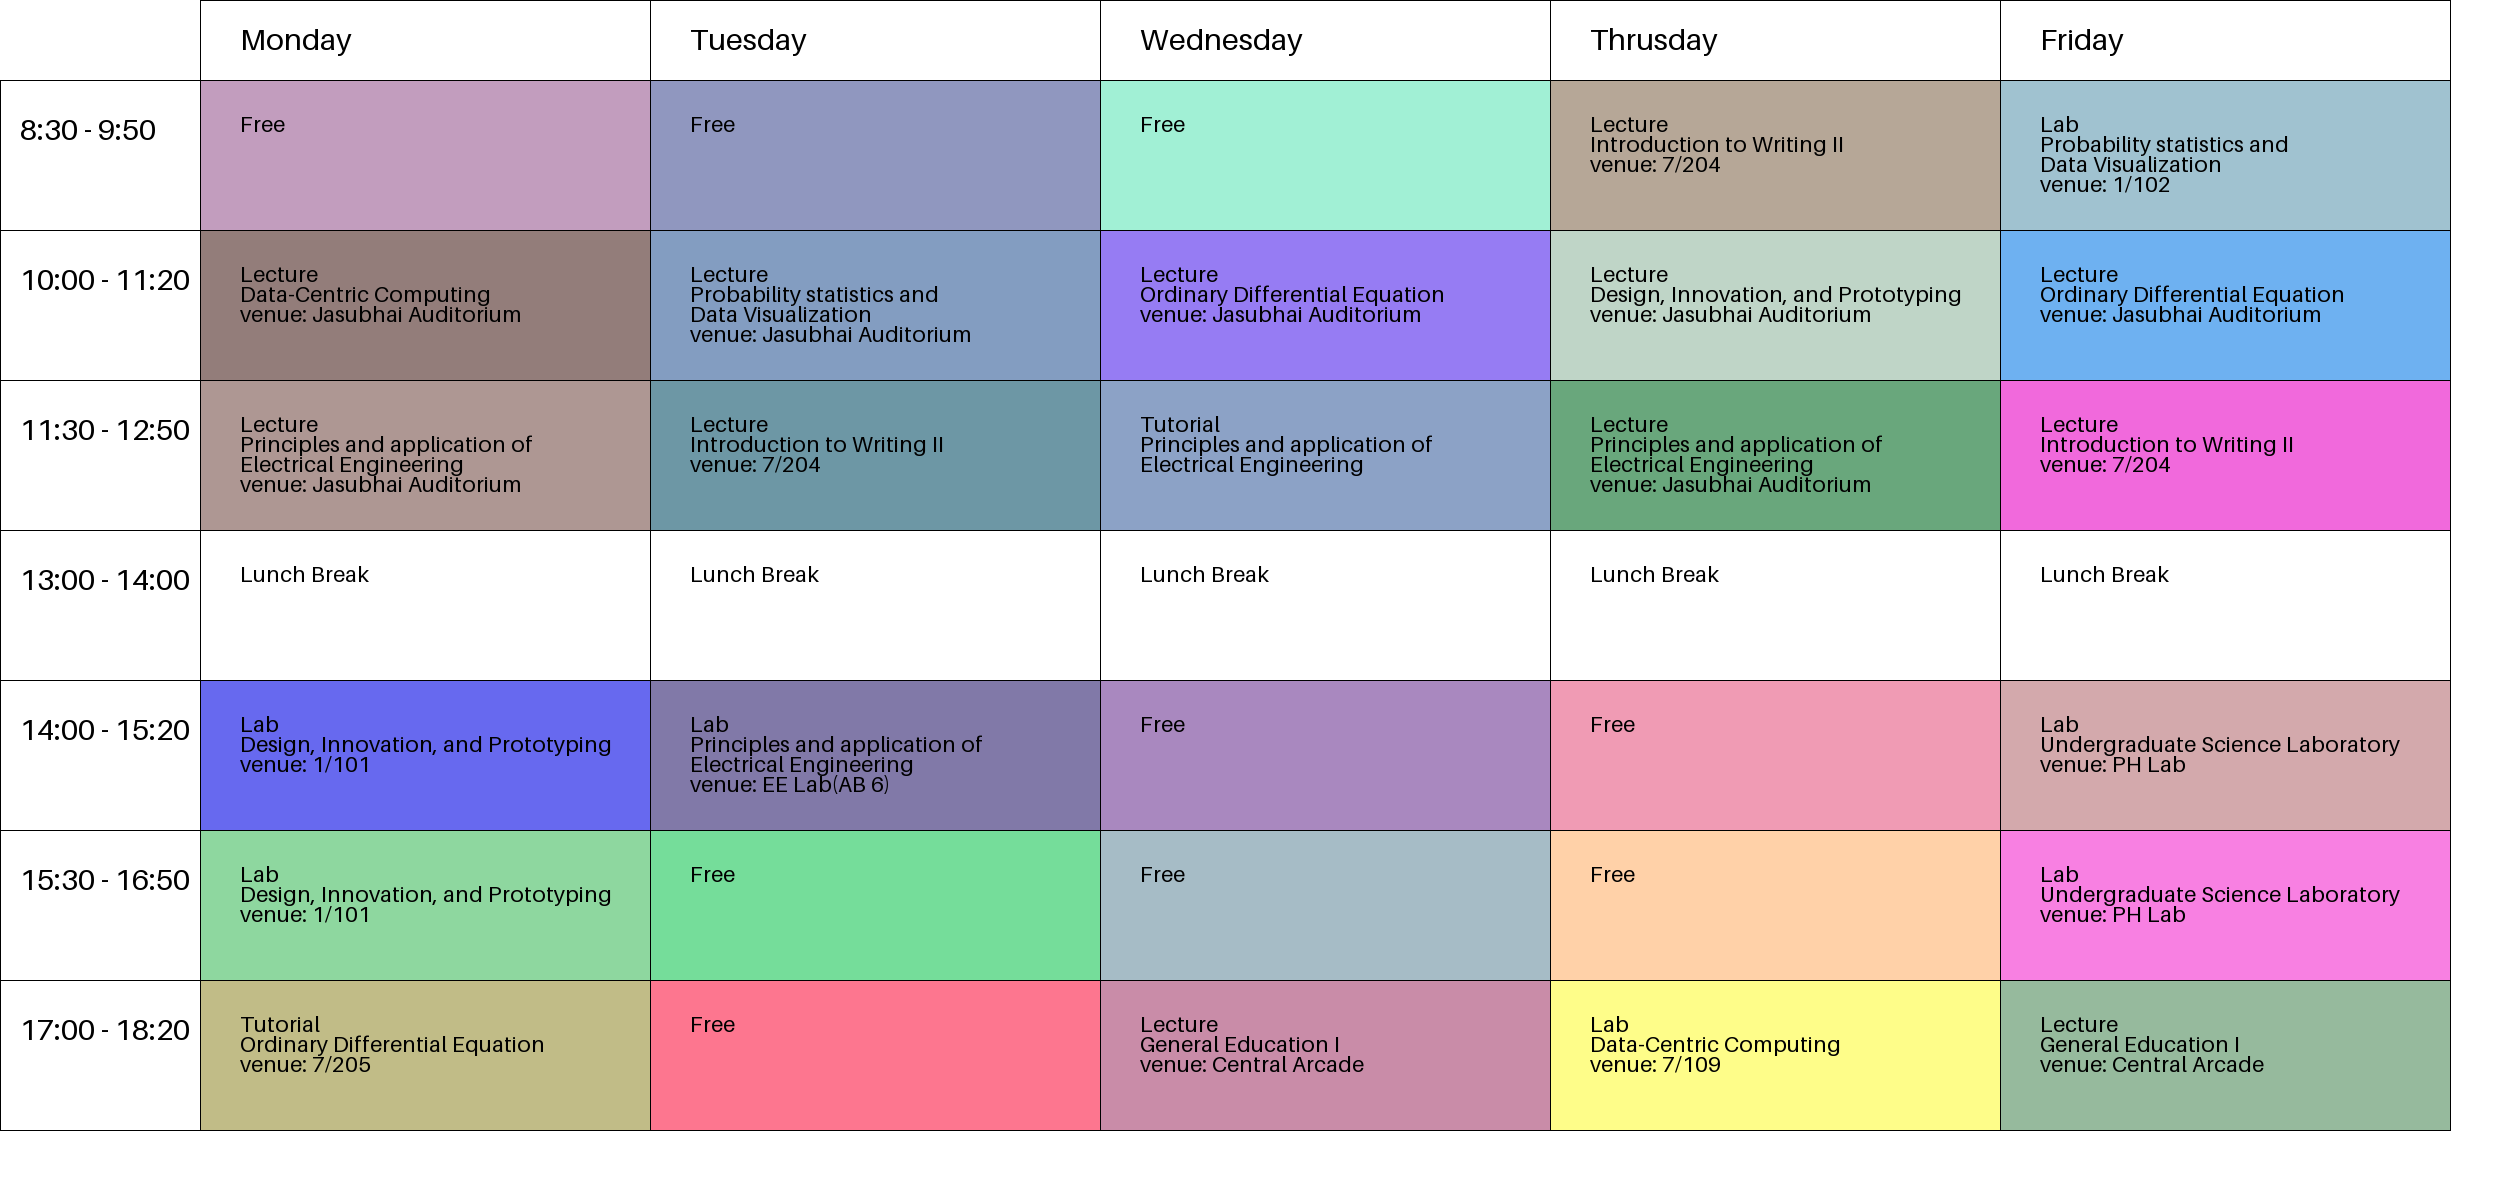 Monday Tuesday Wednesday Thrusday Friday
8:30 - 9:50
Free
Free
Free
Lecture
Introduction to Writing II
venue: 7/204
Lab
Probability statistics and
Data Visualization
venue: 1/102
10:00 - 11:20
Lecture
Data-Centric Computing
venue: Jasubhai Auditorium
Lecture
Probability statistics and
Data Visualization
venue: Jasubhai Auditorium
Lecture
Ordinary Differential Equation
venue: Jasubhai Auditorium
Lecture
Design, Innovation, and Prototyping
venue: Jasubhai Auditorium
Lecture
Ordinary Differential Equation
venue: Jasubhai Auditorium
11:30 - 12:50
Lecture
Principles and application of
Electrical Engineering
venue: Jasubhai Auditorium
Lecture
Introduction to Writing II
venue: 7/204
Tutorial
Principles and application of
Electrical Engineering
Lecture
Principles and application of
Electrical Engineering
venue: Jasubhai Auditorium
Lecture
Introduction to Writing II
venue: 7/204
13:00 - 14:00
Lunch Break
Lunch Break
Lunch Break
Lunch Break
Lunch Break
14:00 - 15:20
Lab
Design, Innovation, and Prototyping
venue: 1/101
Lab
Principles and application of
Electrical Engineering
venue: EE Lab(AB 6)
Free
Free
Lab
Undergraduate Science Laboratory
venue: PH Lab
15:30 - 16:50
Lab
Design, Innovation, and Prototyping
venue: 1/101
Free
Free
Free
Lab
Undergraduate Science Laboratory
venue: PH Lab
17:00 - 18:20
Tutorial
Ordinary Differential Equation
venue: 7/205
Free
Lecture
General Education I
venue: Central Arcade
Lab
Data-Centric Computing
venue: 7/109
Lecture
General Education I
venue: Central Arcade